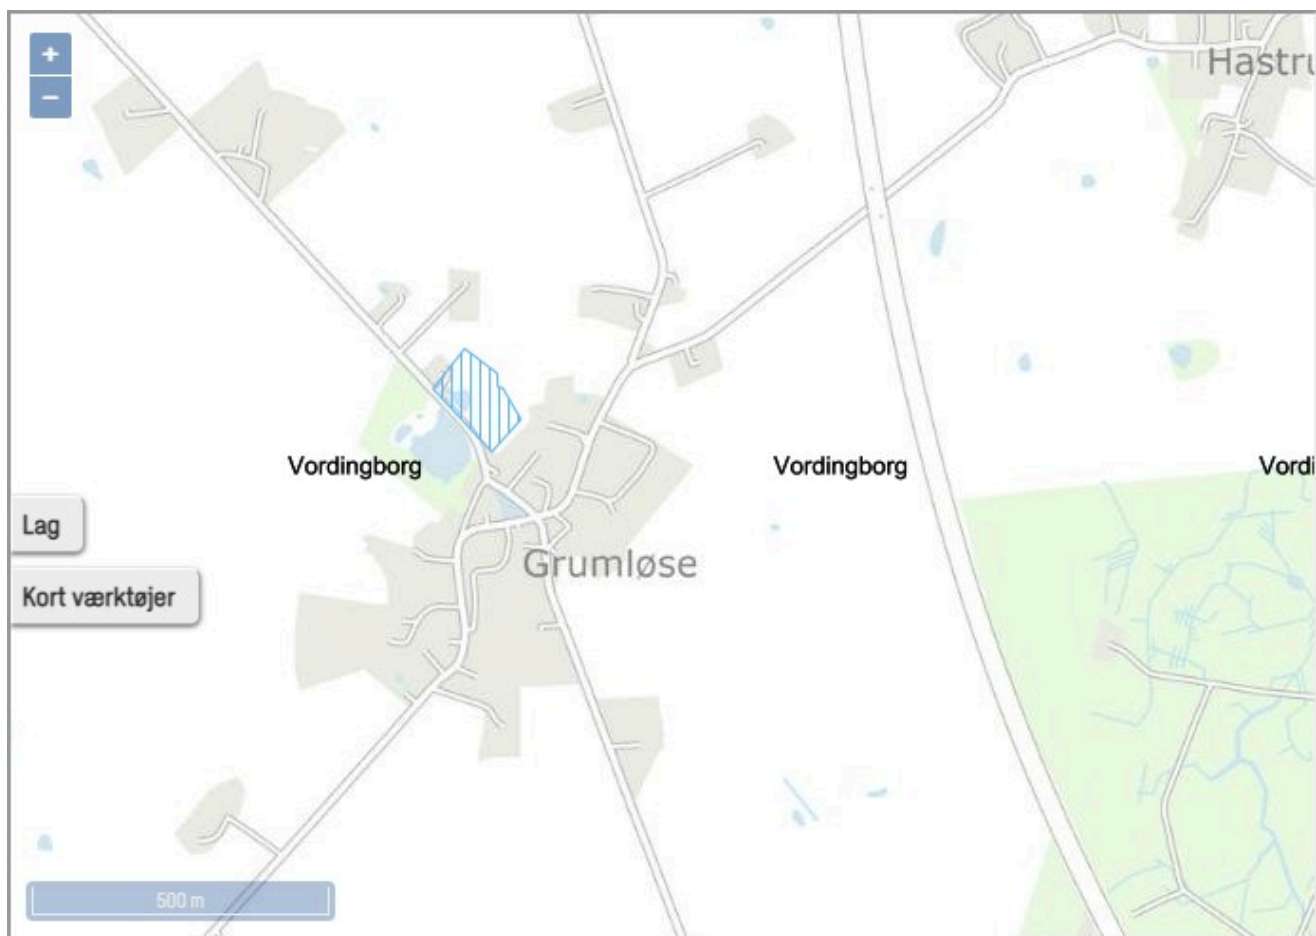 +
Hastru
−
Vordingborg
Vordingborg
Vordi
Lag
Grumløse
Kort værktøjer
500 m